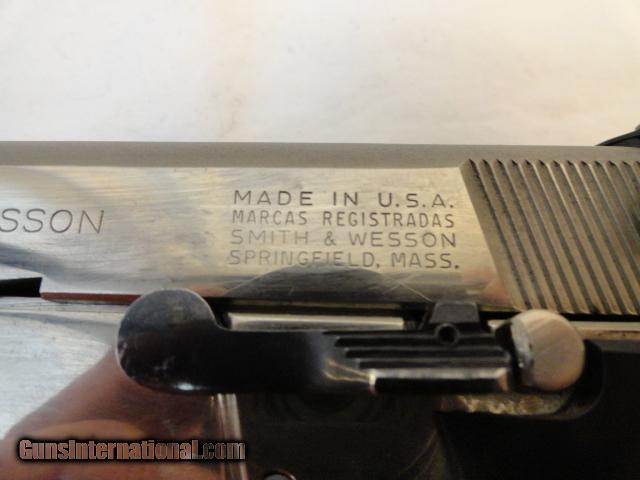 SSON
MADE IN U.S.A.
MARCAS REGISTRADAS
SMITH & WESSON
SPRINGFIELD, MASS.
GunsInternational.com